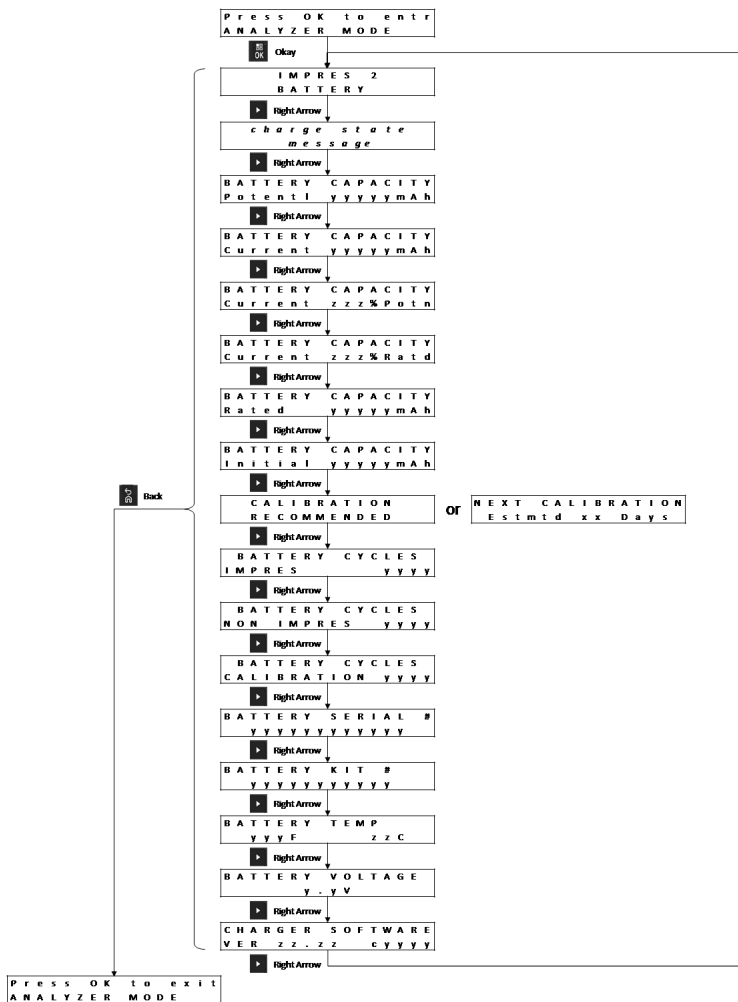 Press OK to entr
ANALYZER MODE
OK Okay
IMPRES 2
BATTERY
Right Arrow
charge state
message
Right Arrow
BATTERY CAPACITY
Potentl yyyyymAh
Right Arrow
BATTERY CAPACITY
Current yyyyymAh
Right Arrow
BATTERY CAPACITY
Current zzz%Potn
Right Arrow
BATTERY CAPACITY
Current zzz%Ratd
Right Arrow
BATTERY CAPACITY
Rated yyyyymAh
Right Arrow
BATTERY CAPACITY
Initial yyyyymAh
Right Arrow
Back
CALIBRATION
RECOMMENDED
or
NEXT CALIBRATION
Estmtd xx Days
Right Arrow
BATTERY CYCLES
IMPRES yyyy
Right Arrow
BATTERY CYCLES
NON IMPRES yyyy
Right Arrow
BATTERY CYCLES
CALIBRATION yyyy
Right Arrow
BATTERY SERIAL #
yyyyyyyyyyyy
Right Arrow
BATTERY KIT #
yyyyyyyyyyy
Right Arrow
BATTERY TEMP
yyyF zzC
Right Arrow
BATTERY VOLTAGE
y.yV
Right Arrow
CHARGER SOFTWARE
VER zz.zz cyyyy
Right Arrow
Press OK to exit
ANALYZER MODE